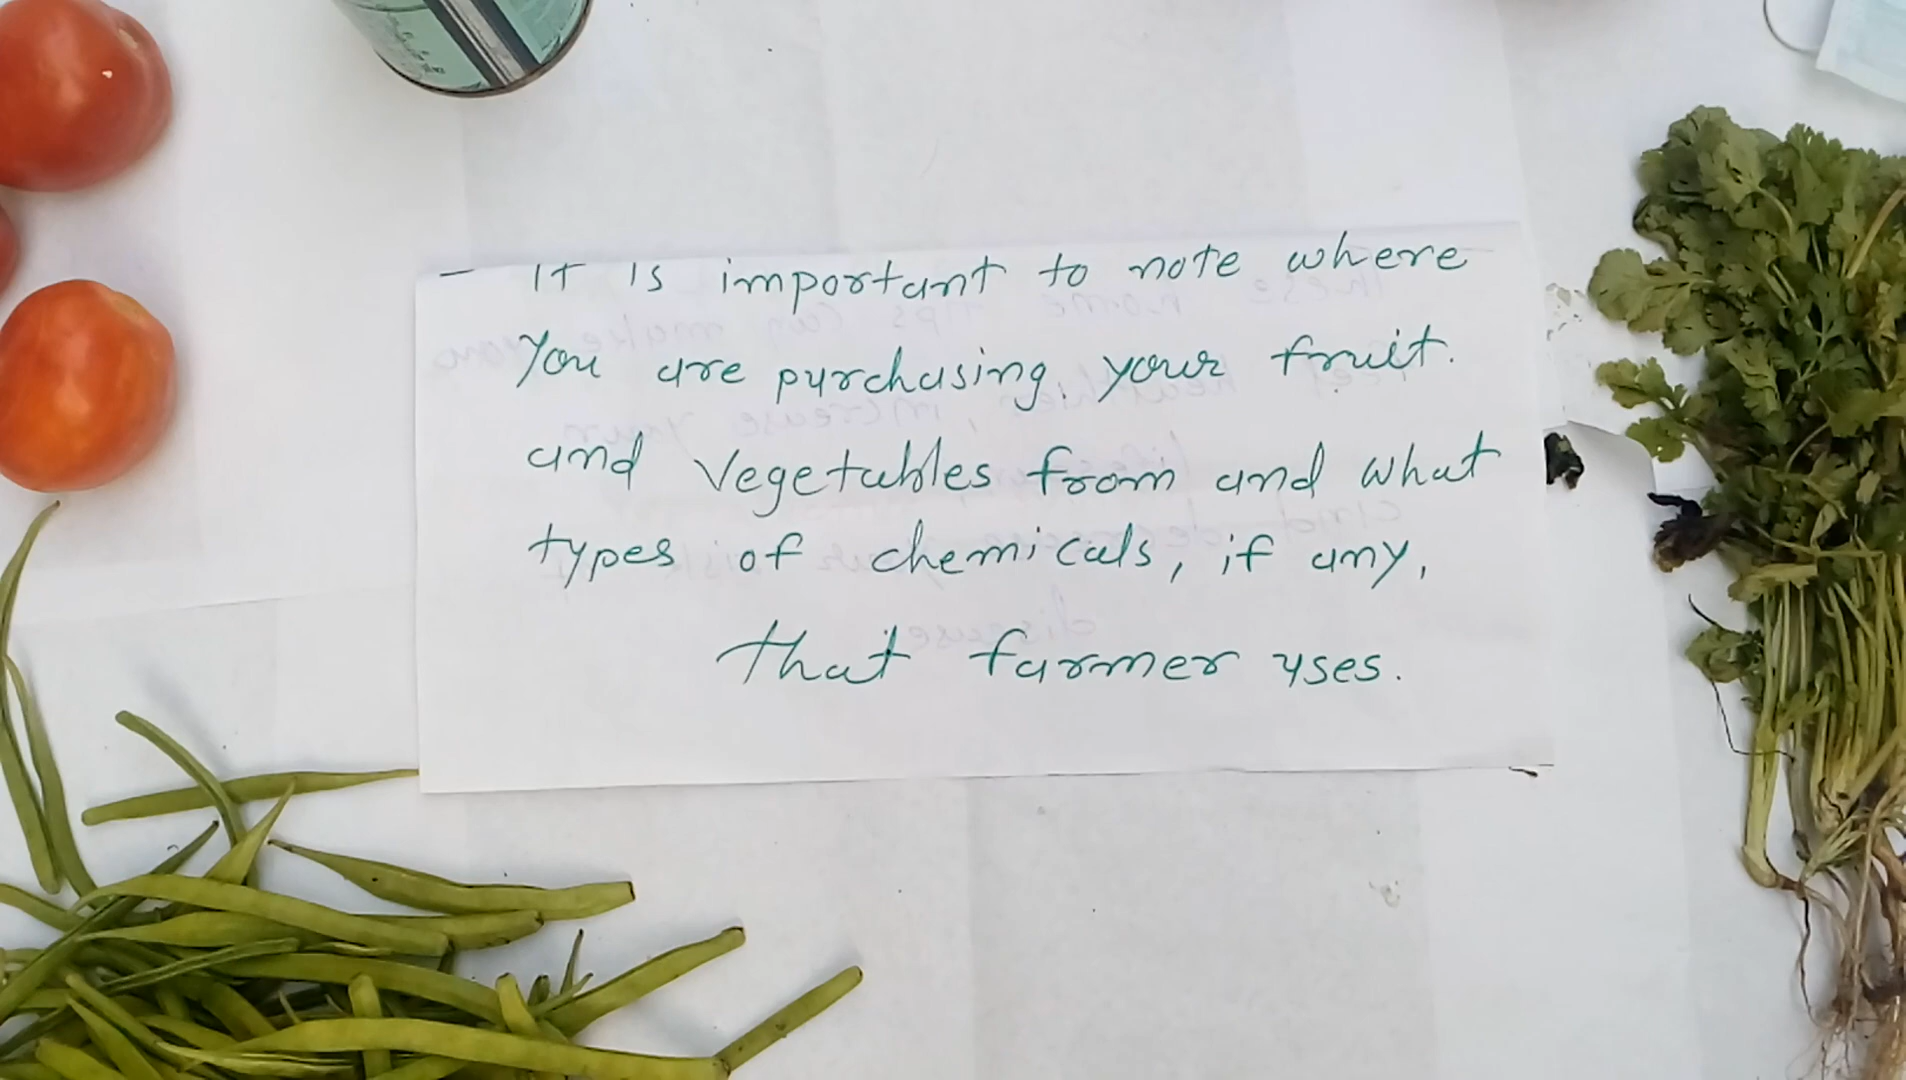 - It is important to note where
You are purchasing your fruit.
and Vegetables from and what
types of chemicals, if any,
that farmer uses.